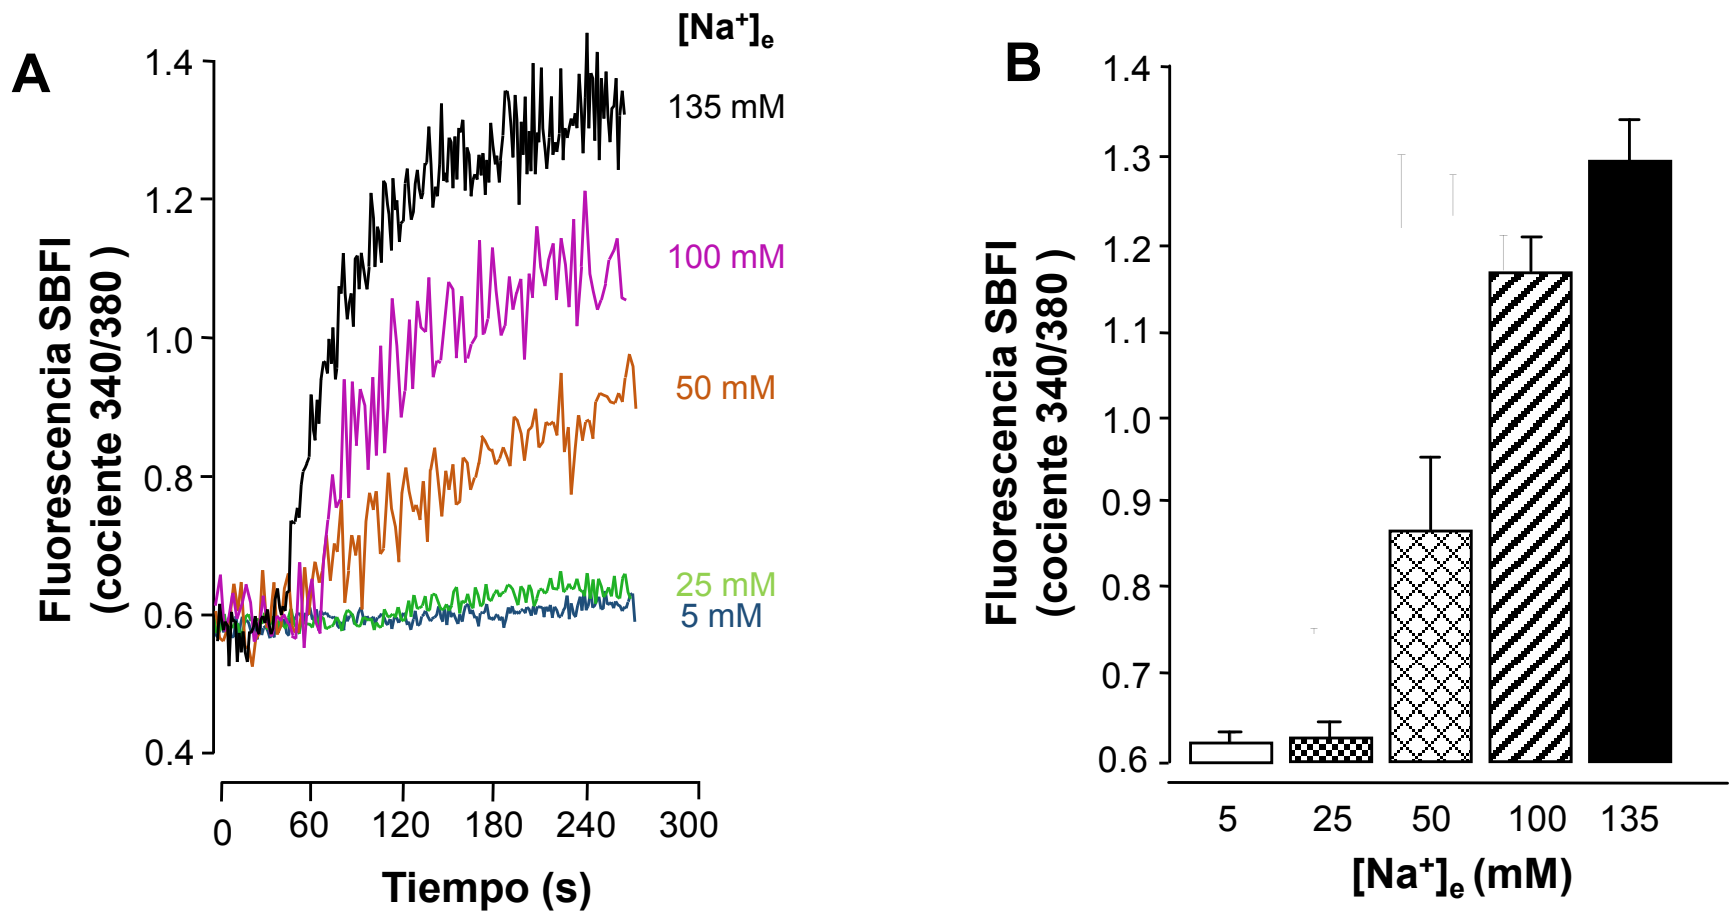 A
[Na⁺]ₑ
135 mM
100 mM
50 mM
25 mM
5 mM
1.4
1.2
1.0
0.8
0.6
0.4
Fluorescencia SBFI
(cociente 340/380 )
0 60 120 180 240 300
Tiempo (s)
B
1.4
1.3
1.2
1.1
1.0
0.9
0.8
0.7
0.6
Fluorescencia SBFI
(cociente 340/380 )
5 25 50 100 135
[Na⁺]ₑ (mM)